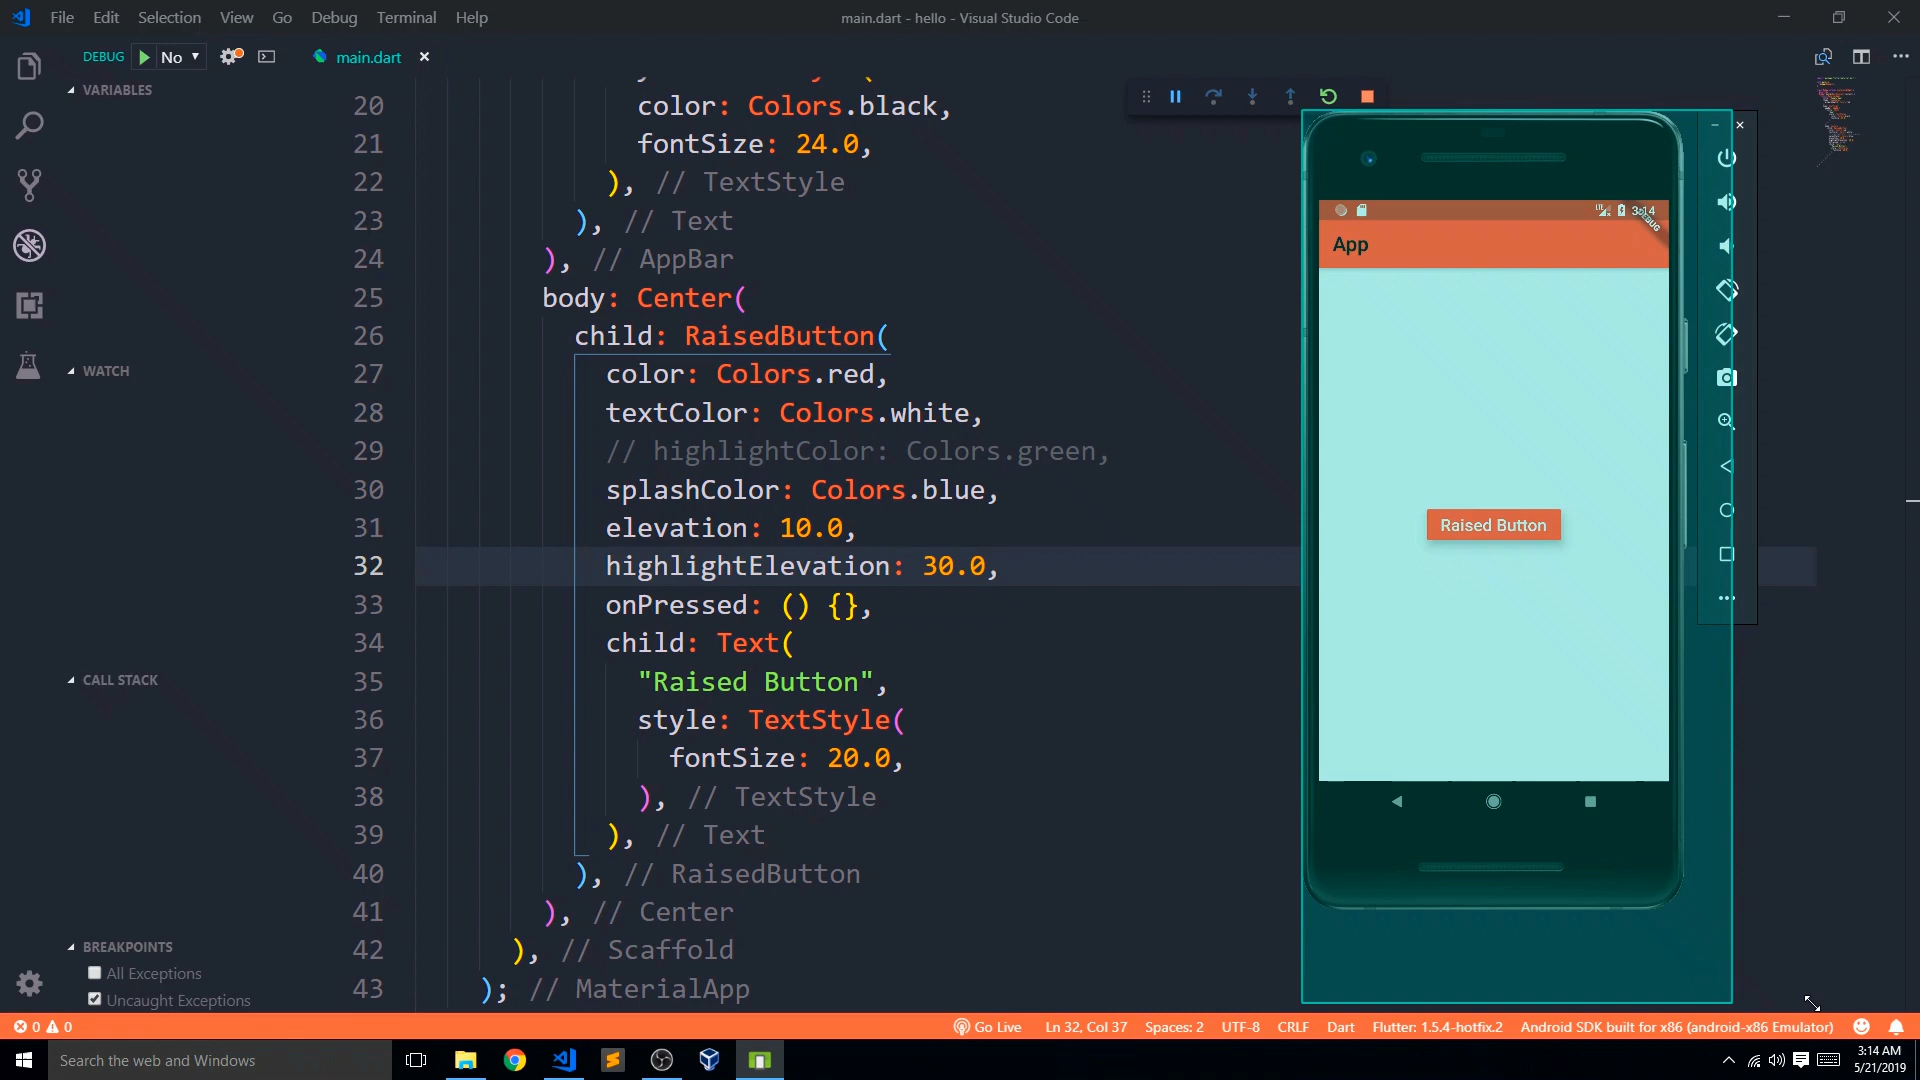 File Edit Selection View Go Debug Terminal Help
main.dart - hello - Visual Studio Code
DEBUG No
main.dart
VARIABLES
WATCH
CALL STACK
BREAKPOINTS
All Exceptions
Uncaught Exceptions
20 color: Colors.black,
21 fontSize: 24.0,
22 ), // TextStyle
23 ), // Text
24 ), // AppBar
25 body: Center(
26 child: RaisedButton(
27 color: Colors.red,
28 textColor: Colors.white,
29 // highlightColor: Colors.green,
30 splashColor: Colors.blue,
31 elevation: 10.0,
32 highlightElevation: 30.0,
33 onPressed: () {},
34 child: Text(
35 "Raised Button",
36 style: TextStyle(
37 fontSize: 20.0,
38 ), // TextStyle
39 ), // Text
40 ), // RaisedButton
41 ), // Center
42 ), // Scaffold
43 ); // MaterialApp
LTE 3:14
DEBUG
App
Raised Button
0 0
Go Live Ln 32, Col 37 Spaces: 2 UTF-8 CRLF Dart Flutter: 1.5.4-hotfix.2 Android SDK built for x86 (android-x86 Emulator)
Search the web and Windows
3:14 AM
5/21/2019